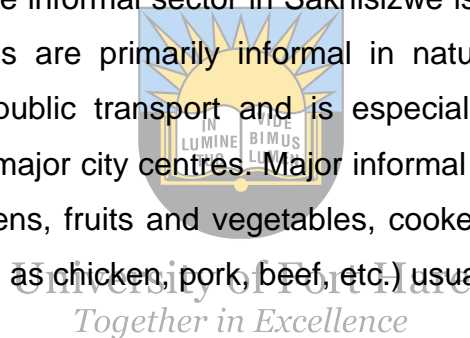 e informal sector in Sakhisizwe is
s are primarily informal in natu
public transport and is especial
IN VIDE
LUMINE BIMUS
TUO LUMEN
major city centres. Major informal
ens, fruits and vegetables, cooke
as chicken, pork, beef, etc.) usua
University of Fort Hare
Together in Excellence